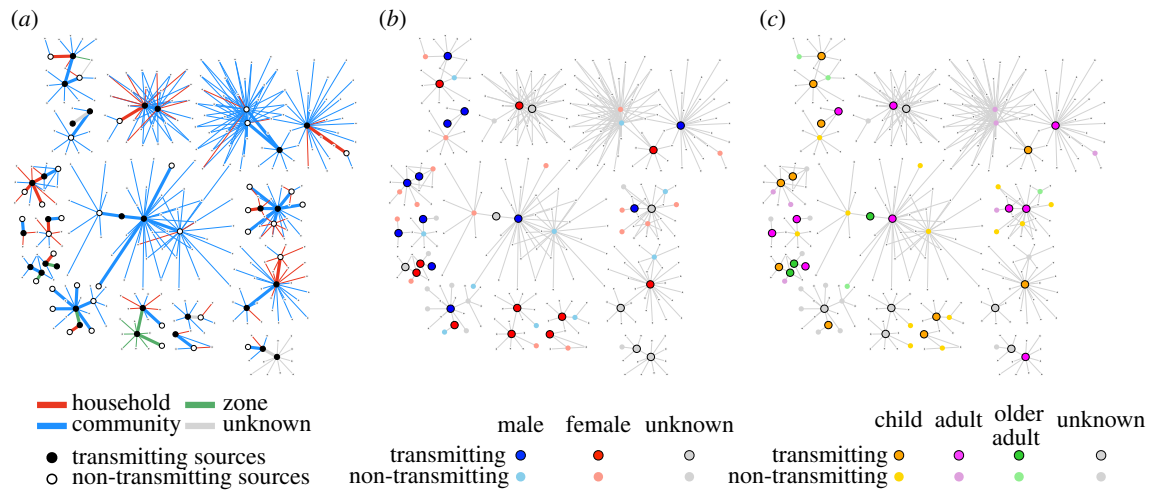 (a)
(b)
(c)
household
zone
community
unknown
transmitting sources
non-transmitting sources
male
female
unknown
transmitting
non-transmitting
child
adult
older
adult
unknown
transmitting
non-transmitting